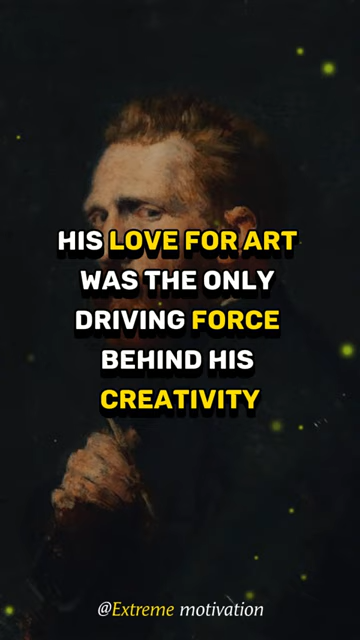 HIS LOVE FOR ART
WAS THE ONLY
DRIVING FORCE
BEHIND HIS
CREATIVITY
@Extreme motivation